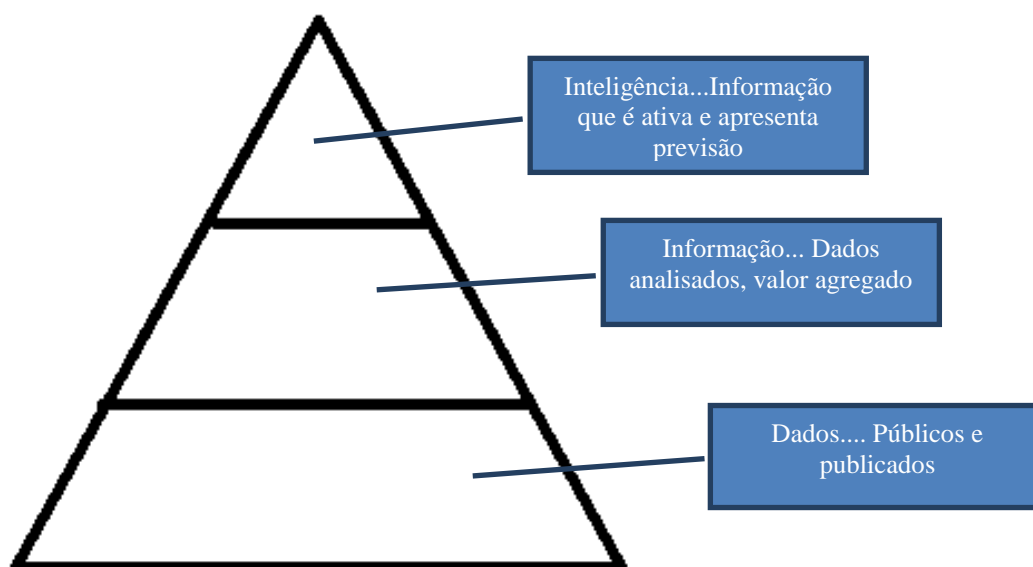 Inteligência...Informação
que é ativa e apresenta
previsão
Informação... Dados
analisados, valor agregado
Dados.... Públicos e
publicados